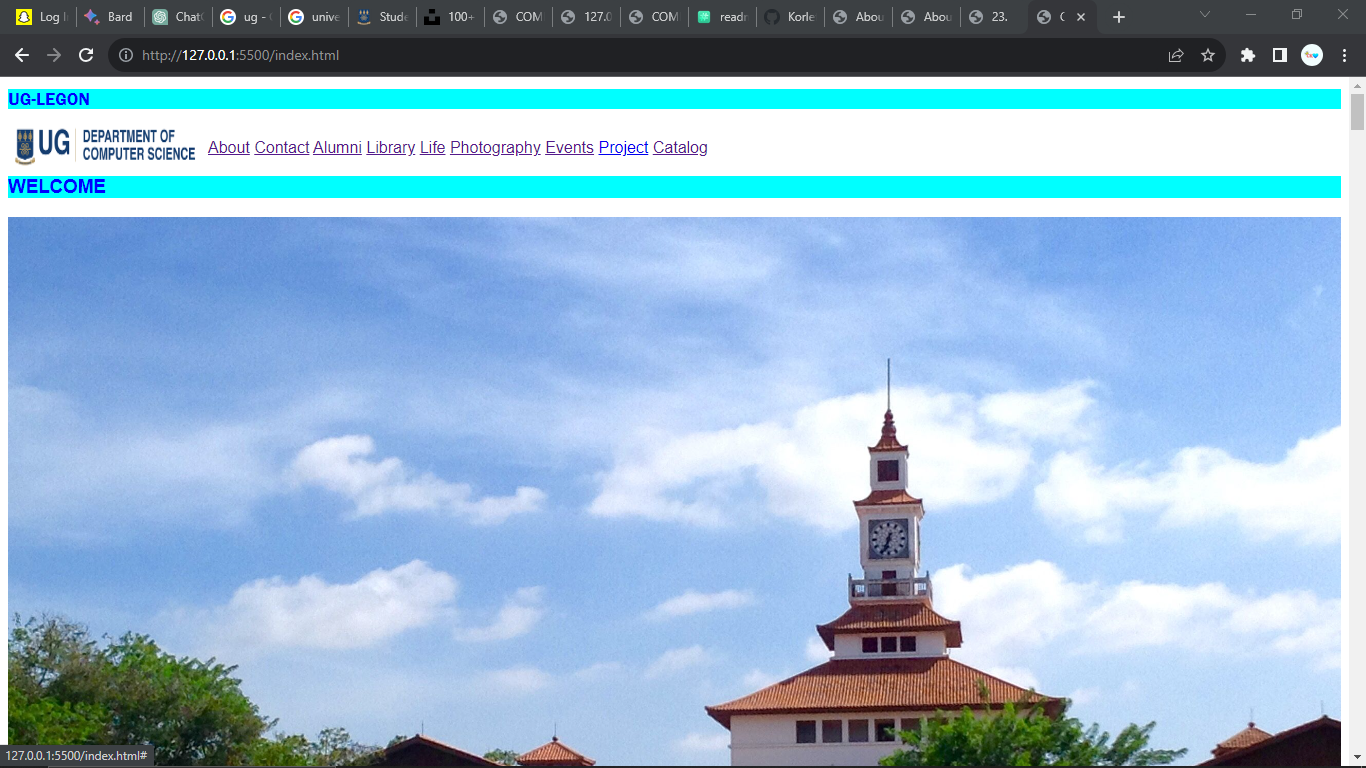 Log I Bard Chat ug - unive Stude 100+ COM 127.0 COM readr Korle Abou Abou 23. C
http://127.0.0.1:5500/index.html
UG-LEGON
UG DEPARTMENT OF
COMPUTER SCIENCE
About Contact Alumni Library Life Photography Events Project Catalog
WELCOME
127.0.0.1:5500/index.html#